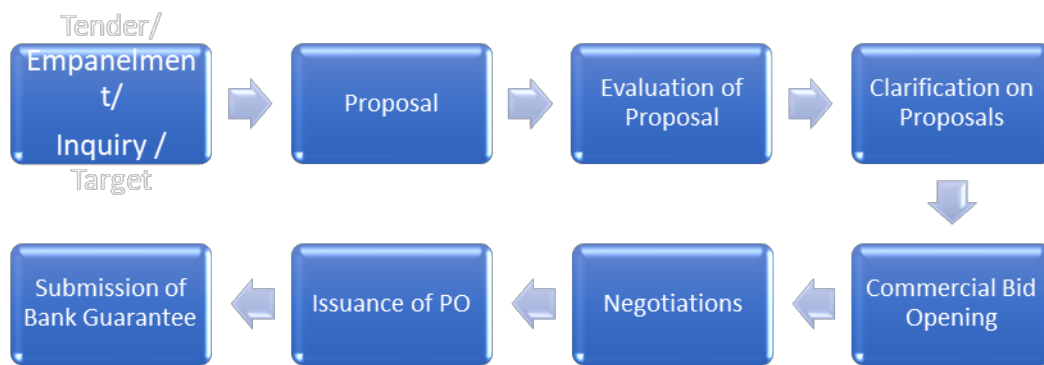 Tender/
Empanelmen
t/
Inquiry /
Target
Proposal
Evaluation of
Proposal
Clarification on
Proposals
Commercial Bid
Opening
Negotiations
Issuance of PO
Submission of
Bank Guarantee